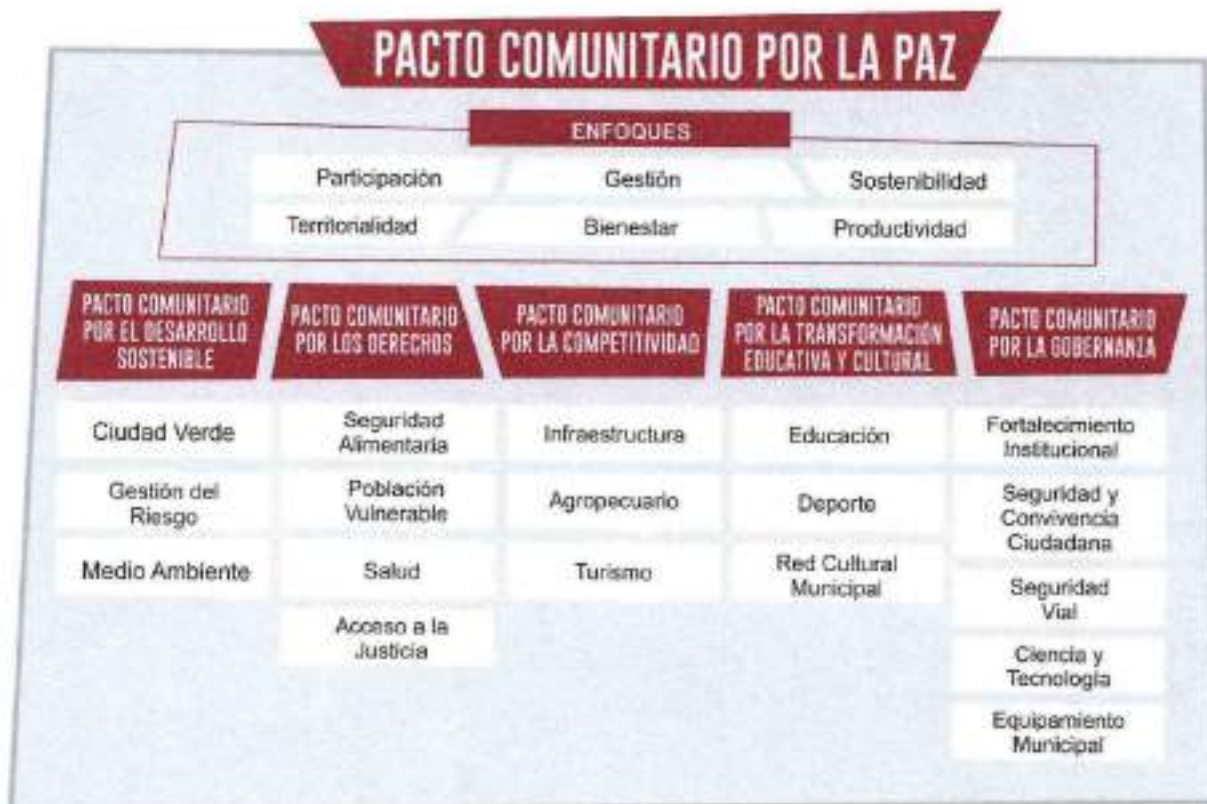 PACTO COMUNITARIO POR LA PAZ
ENFOQUES
Participación
Gestión
Sostenibilidad
Territorialidad
Bienestar
Productividad
PACTO COMUNITARIO
POR EL DESARROLLO
SOSTENIBLE
Ciudad Verde
Gestión del
Riesgo
Medio Ambiente
PACTO COMUNITARIO
POR LOS DERECHOS
Seguridad
Alimentaria
Población
Vulnerable
Salud
Acceso a la
Justicia
PACTO COMUNITARIO
POR LA COMPETITIVIDAD
Infraestructura
Agropecuario
Turismo
PACTO COMUNITARIO
POR LA TRANSFORMACIÓN
EDUCATIVA Y CULTURAL
Educación
Deporte
Red Cultural
Municipal
PACTO COMUNITARIO
POR LA GOBERNANZA
Fortalecimiento
Institucional
Seguridad y
Convivencia
Ciudadana
Seguridad
Vial
Ciencia y
Tecnología
Equipamiento
Municipal